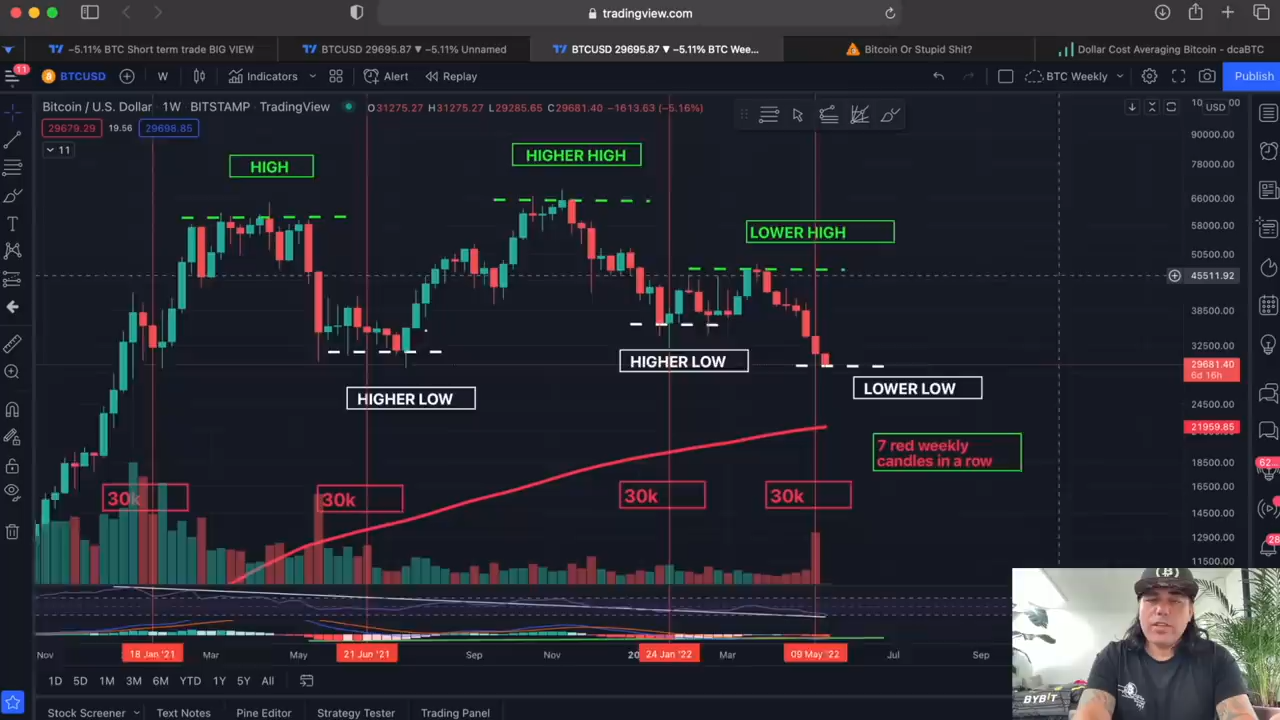 tradingview.com
−5.11% BTC Short term trade BIG VIEW
BTCUSD 29695.87 ▼ −5.11% Unnamed
BTCUSD 29695.87 ▼ −5.11% BTC Wee...
Bitcoin Or Stupid Shit?
Dollar Cost Averaging Bitcoin - dcaBTC
11
BTCUSD
W
Indicators
Alert
Replay
BTC Weekly
Publish
Bitcoin / U.S. Dollar · 1W · BITSTAMP · TradingView
O31275.27 H31275.27 L29285.65 C29681.40 −1613.63 (−5.16%)
USD
29679.29 19.56 29698.85
11
90000.00
78000.00
66000.00
58000.00
50500.00
45511.92
38500.00
32500.00
29681.40
6d 16h
24500.00
21959.85
18500.00
16500.00
14500.00
12900.00
11500.00
HIGH
HIGHER HIGH
LOWER HIGH
HIGHER LOW
HIGHER LOW
LOWER LOW
7 red weekly
candles in a row
30k
30k
30k
30k
62...
28
Nov
18 Jan '21
Mar
May
21 Jun '21
Sep
Nov
20
24 Jan '22
Mar
09 May '22
Jul
Sep
1D 5D 1M 3M 6M YTD 1Y 5Y All
Stock Screener
Text Notes
Pine Editor
Strategy Tester
Trading Panel
BYBIT